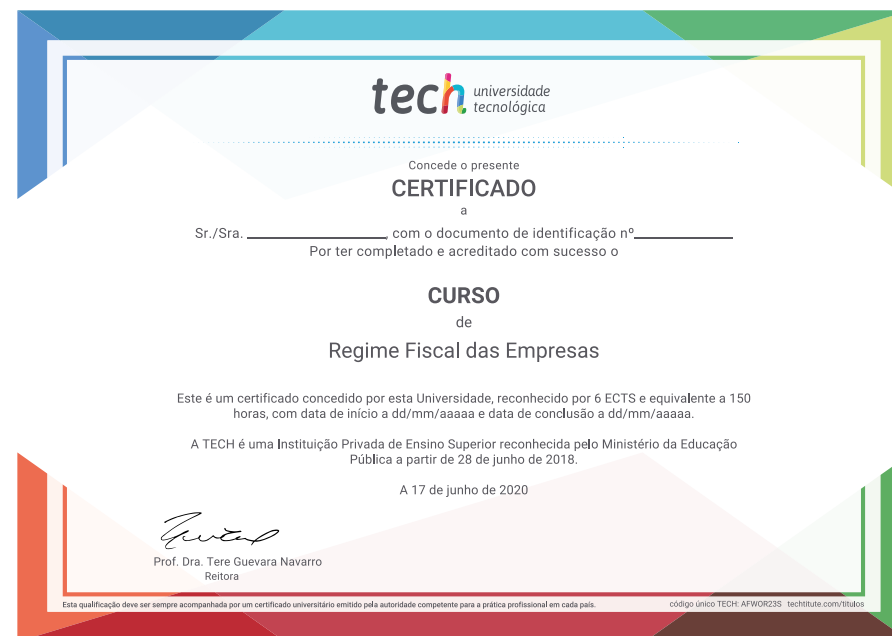 tech universidade
tecnológica
Concede o presente
CERTIFICADO
a
Sr./Sra. ____________________, com o documento de identificação nº______________
Por ter completado e acreditado com sucesso o
CURSO
de
Regime Fiscal das Empresas
Este é um certificado concedido por esta Universidade, reconhecido por 6 ECTS e equivalente a 150
horas, com data de início a dd/mm/aaaaa e data de conclusão a dd/mm/aaaaa.
A TECH é uma Instituição Privada de Ensino Superior reconhecida pelo Ministério da Educação
Pública a partir de 28 de junho de 2018.
A 17 de junho de 2020
Prof. Dra. Tere Guevara Navarro
Reitora
Esta qualificação deve ser sempre acompanhada por um certificado universitário emitido pela autoridade competente para a prática profissional em cada país. código único TECH: AFWOR23S techtitute.com/titulos